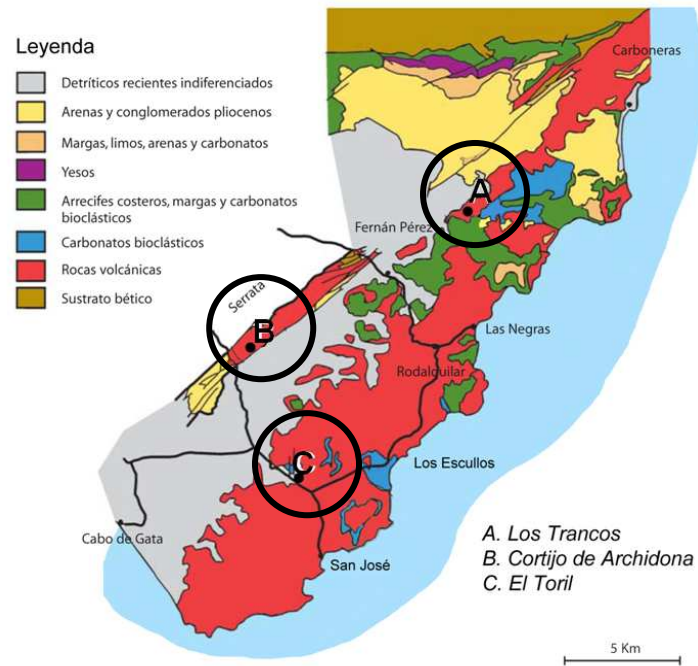 Leyenda
Detríticos recientes indiferenciados
Arenas y conglomerados pliocenos
Margas, limos, arenas y carbonatos
Yesos
Arrecifes costeros, margas y carbonatos
bioclásticos
Carbonatos bioclásticos
Rocas volcánicas
Sustrato bético
Carboneras
A
Fernán Pérez
Serrata
B
Las Negras
Rodalquilar
C
Los Escullos
Cabo de Gata
San José
A. Los Trancos
B. Cortijo de Archidona
C. El Toril
5 Km